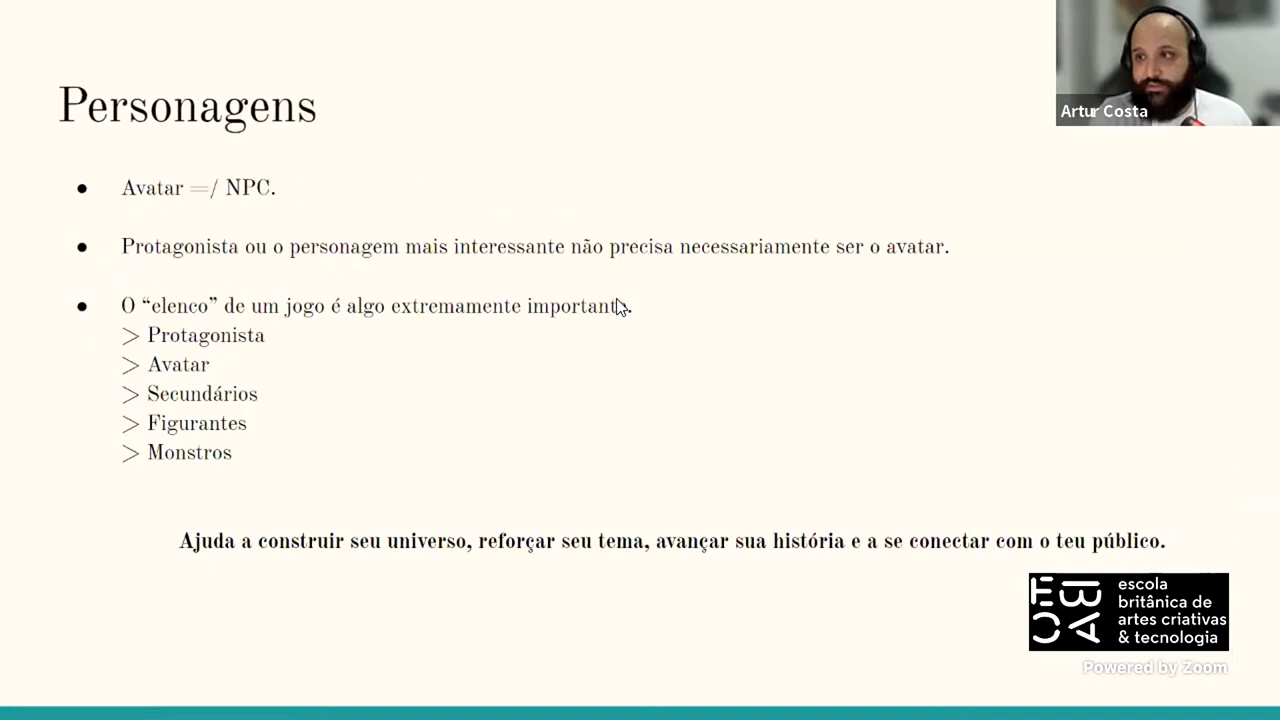 Artur Costa
Personagens
● Avatar =/ NPC.
● Protagonista ou o personagem mais interessante não precisa necessariamente ser o avatar.
● O “elenco” de um jogo é algo extremamente importante.
> Protagonista
> Avatar
> Secundários
> Figurantes
> Monstros
Ajuda a construir seu universo, reforçar seu tema, avançar sua história e a se conectar com o teu público.
EBAC
escola
britânica de
artes criativas
& tecnologia
Powered by Zoom